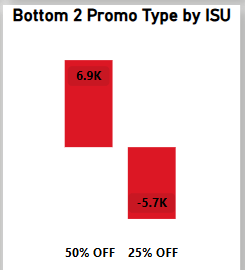 Bottom 2 Promo Type by ISU
6.9K
-5.7K
50% OFF 25% OFF